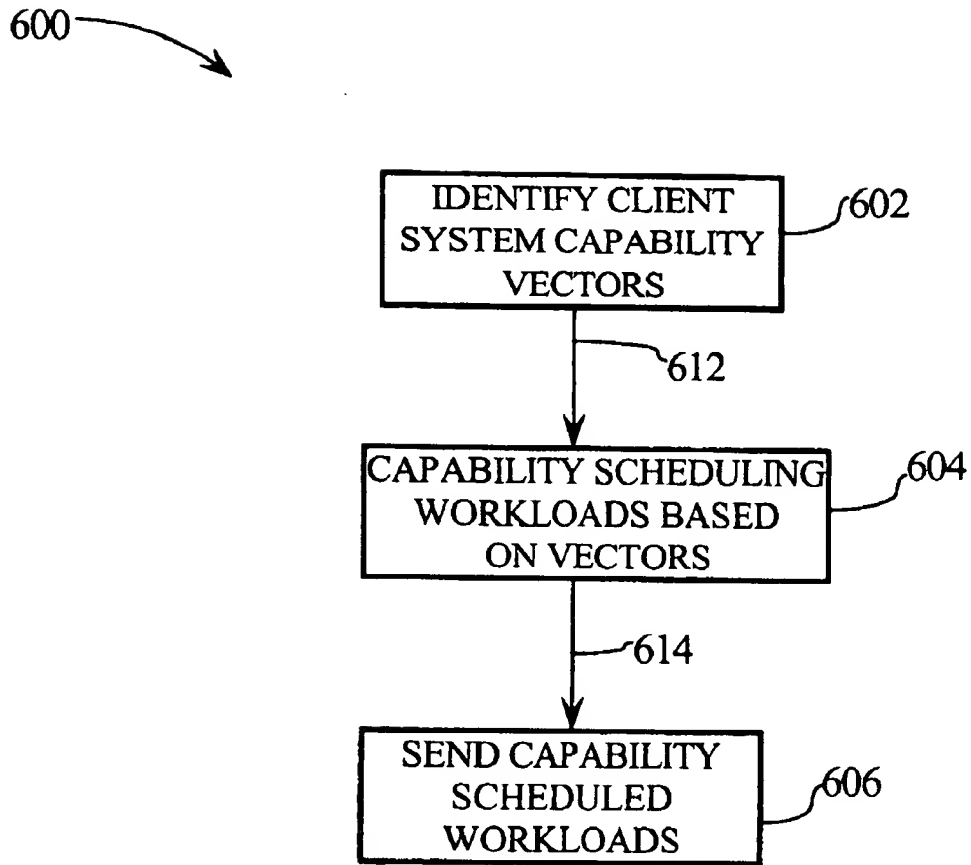 600
IDENTIFY CLIENT
SYSTEM CAPABILITY
VECTORS
602
612
CAPABILITY SCHEDULING
WORKLOADS BASED
ON VECTORS
604
614
SEND CAPABILITY
SCHEDULED
WORKLOADS
606